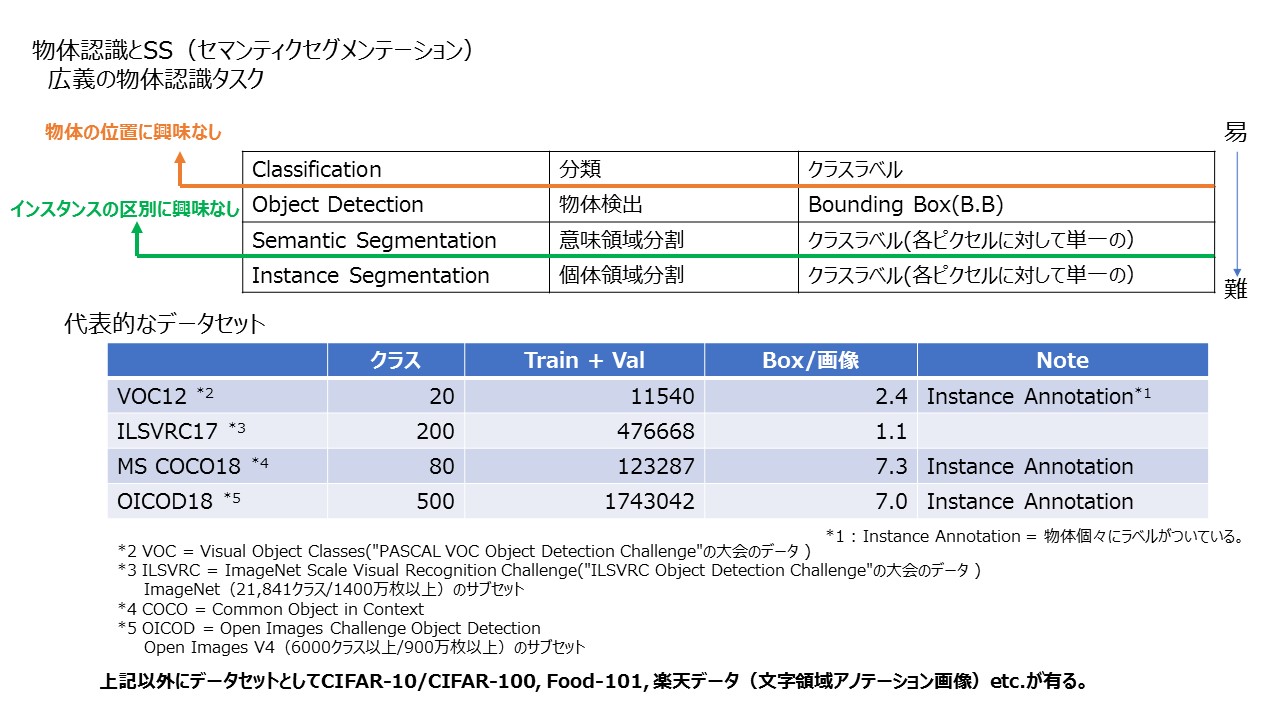 物体認識とSS（セマンティクセグメンテーション）
広義の物体認識タスク
物体の位置に興味なし
易
Classification 分類 クラスラベル
インスタンスの区別に興味なし
Object Detection 物体検出 Bounding Box(B.B)
Semantic Segmentation 意味領域分割 クラスラベル(各ピクセルに対して単一の）
Instance Segmentation 個体領域分割 クラスラベル(各ピクセルに対して単一の）
難
代表的なデータセット
クラス Train + Val Box/画像 Note
VOC12 *2 20 11540 2.4 Instance Annotation*1
ILSVRC17 *3 200 476668 1.1
MS COCO18 *4 80 123287 7.3 Instance Annotation
OICOD18 *5 500 1743042 7.0 Instance Annotation
*1 : Instance Annotation = 物体個々にラベルがついている。
*2 VOC = Visual Object Classes("PASCAL VOC Object Detection Challenge"の大会のデータ )
*3 ILSVRC = ImageNet Scale Visual Recognition Challenge("ILSVRC Object Detection Challenge"の大会のデータ )
ImageNet（21,841クラス/1400万枚以上）のサブセット
*4 COCO = Common Object in Context
*5 OICOD = Open Images Challenge Object Detection
Open Images V4（6000クラス以上/900万枚以上）のサブセット
上記以外にデータセットとしてCIFAR-10/CIFAR-100, Food-101, 楽天データ（文字領域アノテーション画像）etc.が有る。